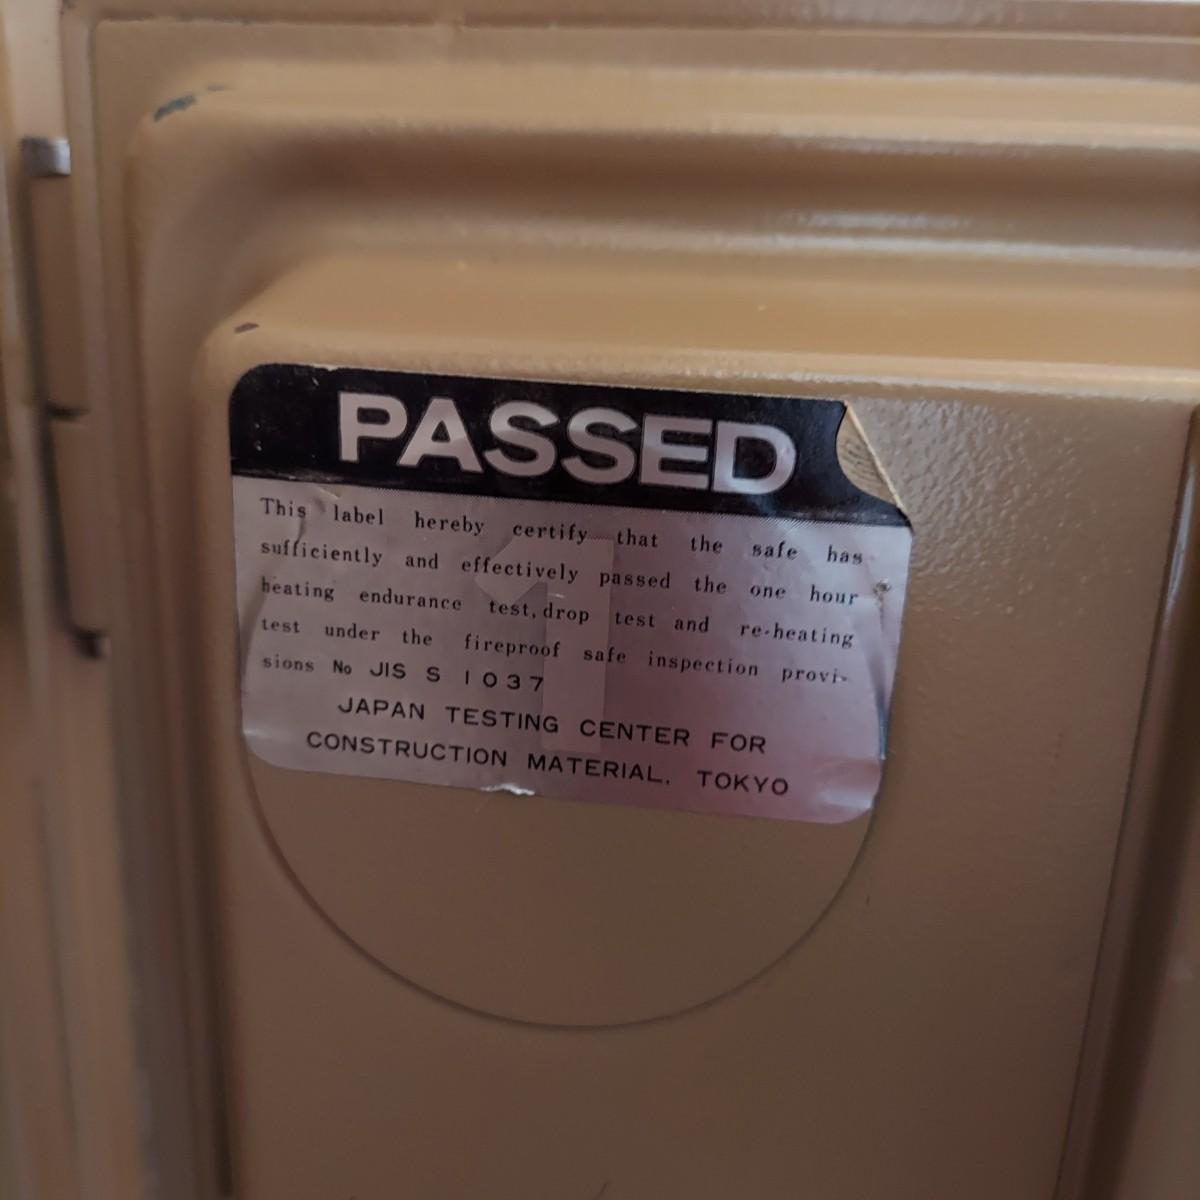 PASSED
This label hereby certify that the safe has
sufficiently and effectively passed the one hour
heating endurance test, drop test and re-heating
test under the fireproof safe inspection provi-
sions No JIS S 1037
1
JAPAN TESTING CENTER FOR
CONSTRUCTION MATERIAL. TOKYO